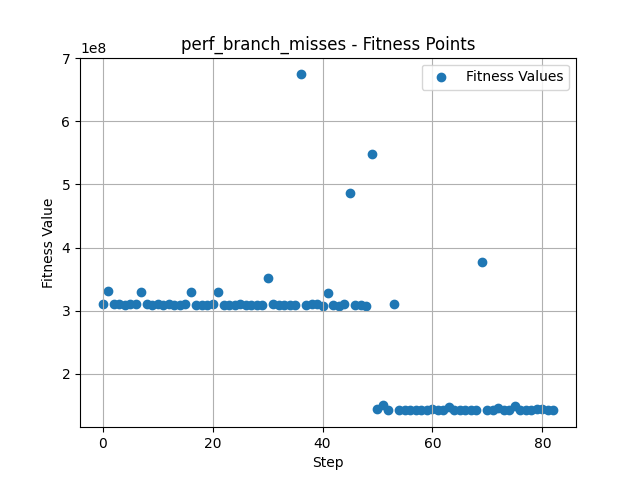 perf_branch_misses - Fitness Points
1e8
7
6
5
4
3
2
Fitness Value
Fitness Values
0 20 40 60 80
Step